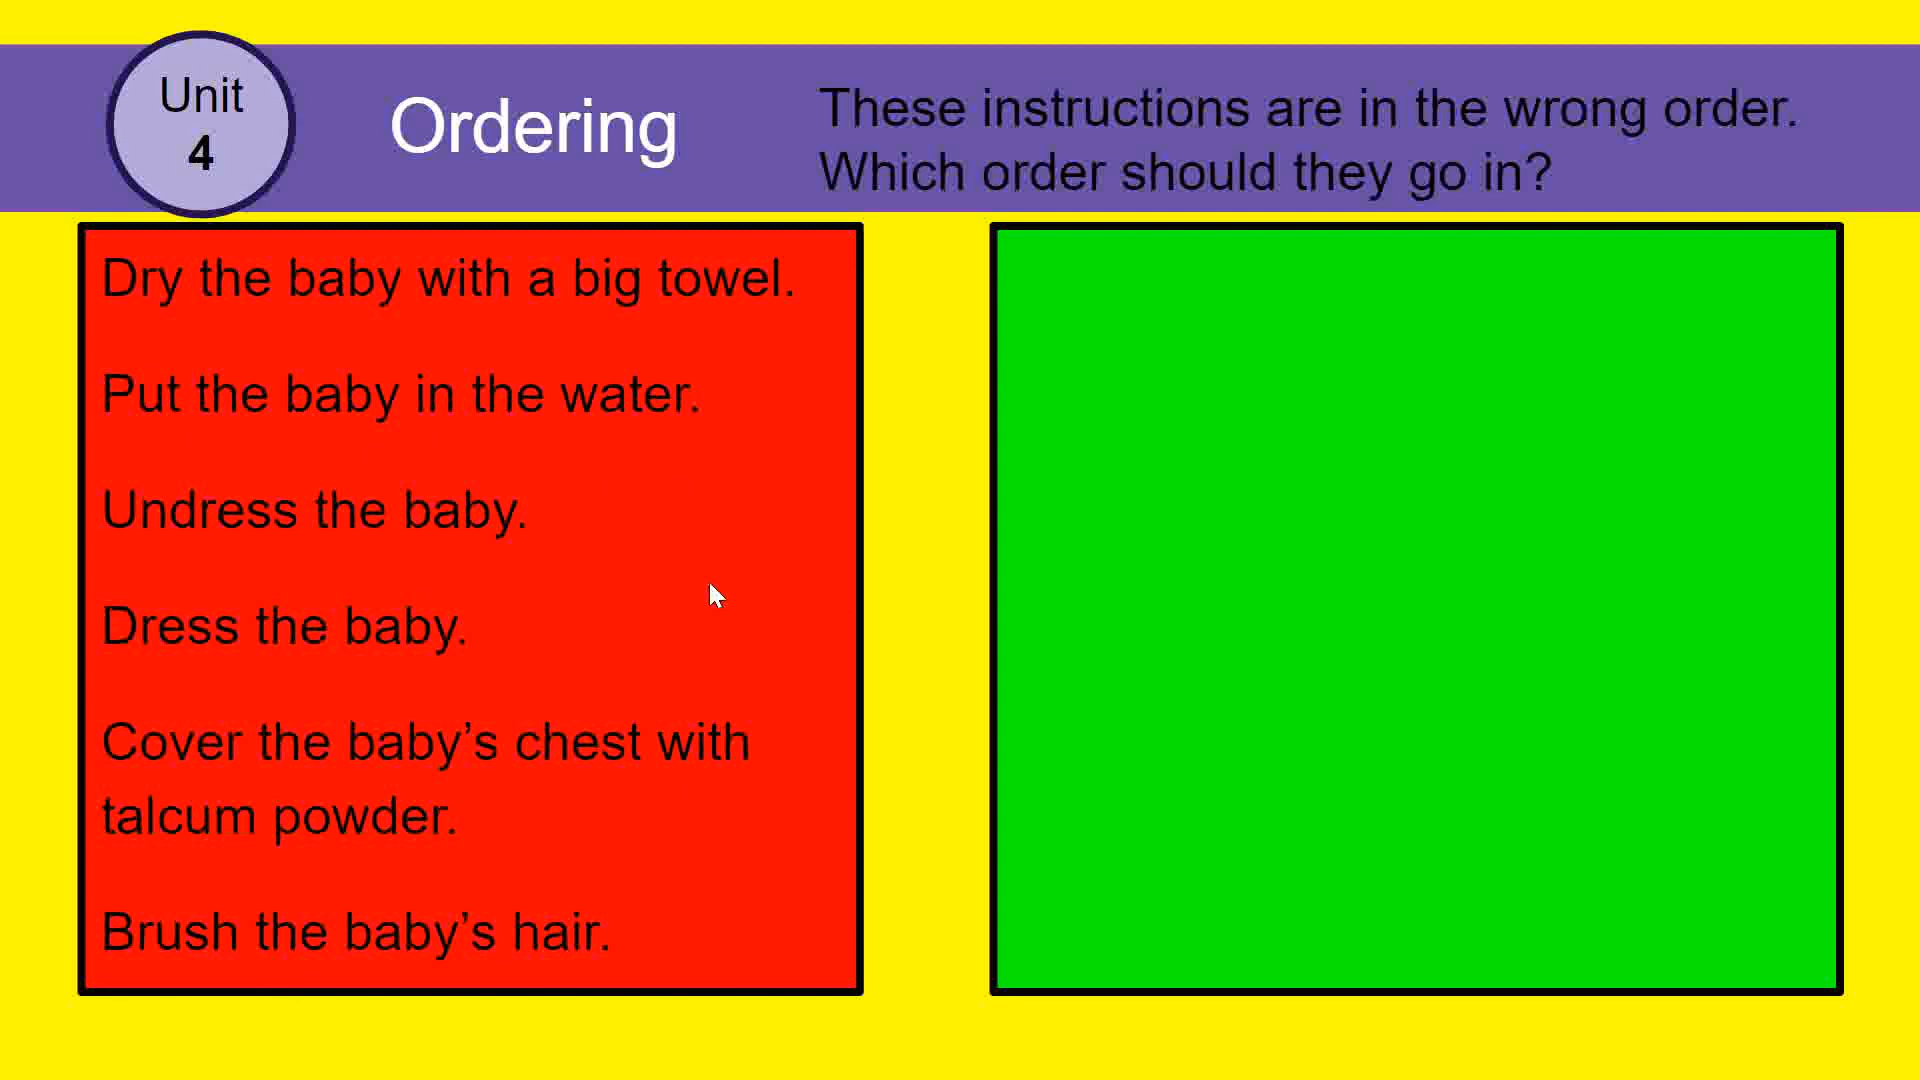 Unit
4
Ordering
These instructions are in the wrong order.
Which order should they go in?
Dry the baby with a big towel.
Put the baby in the water.
Undress the baby.
Dress the baby.
Cover the baby’s chest with
talcum powder.
Brush the baby’s hair.